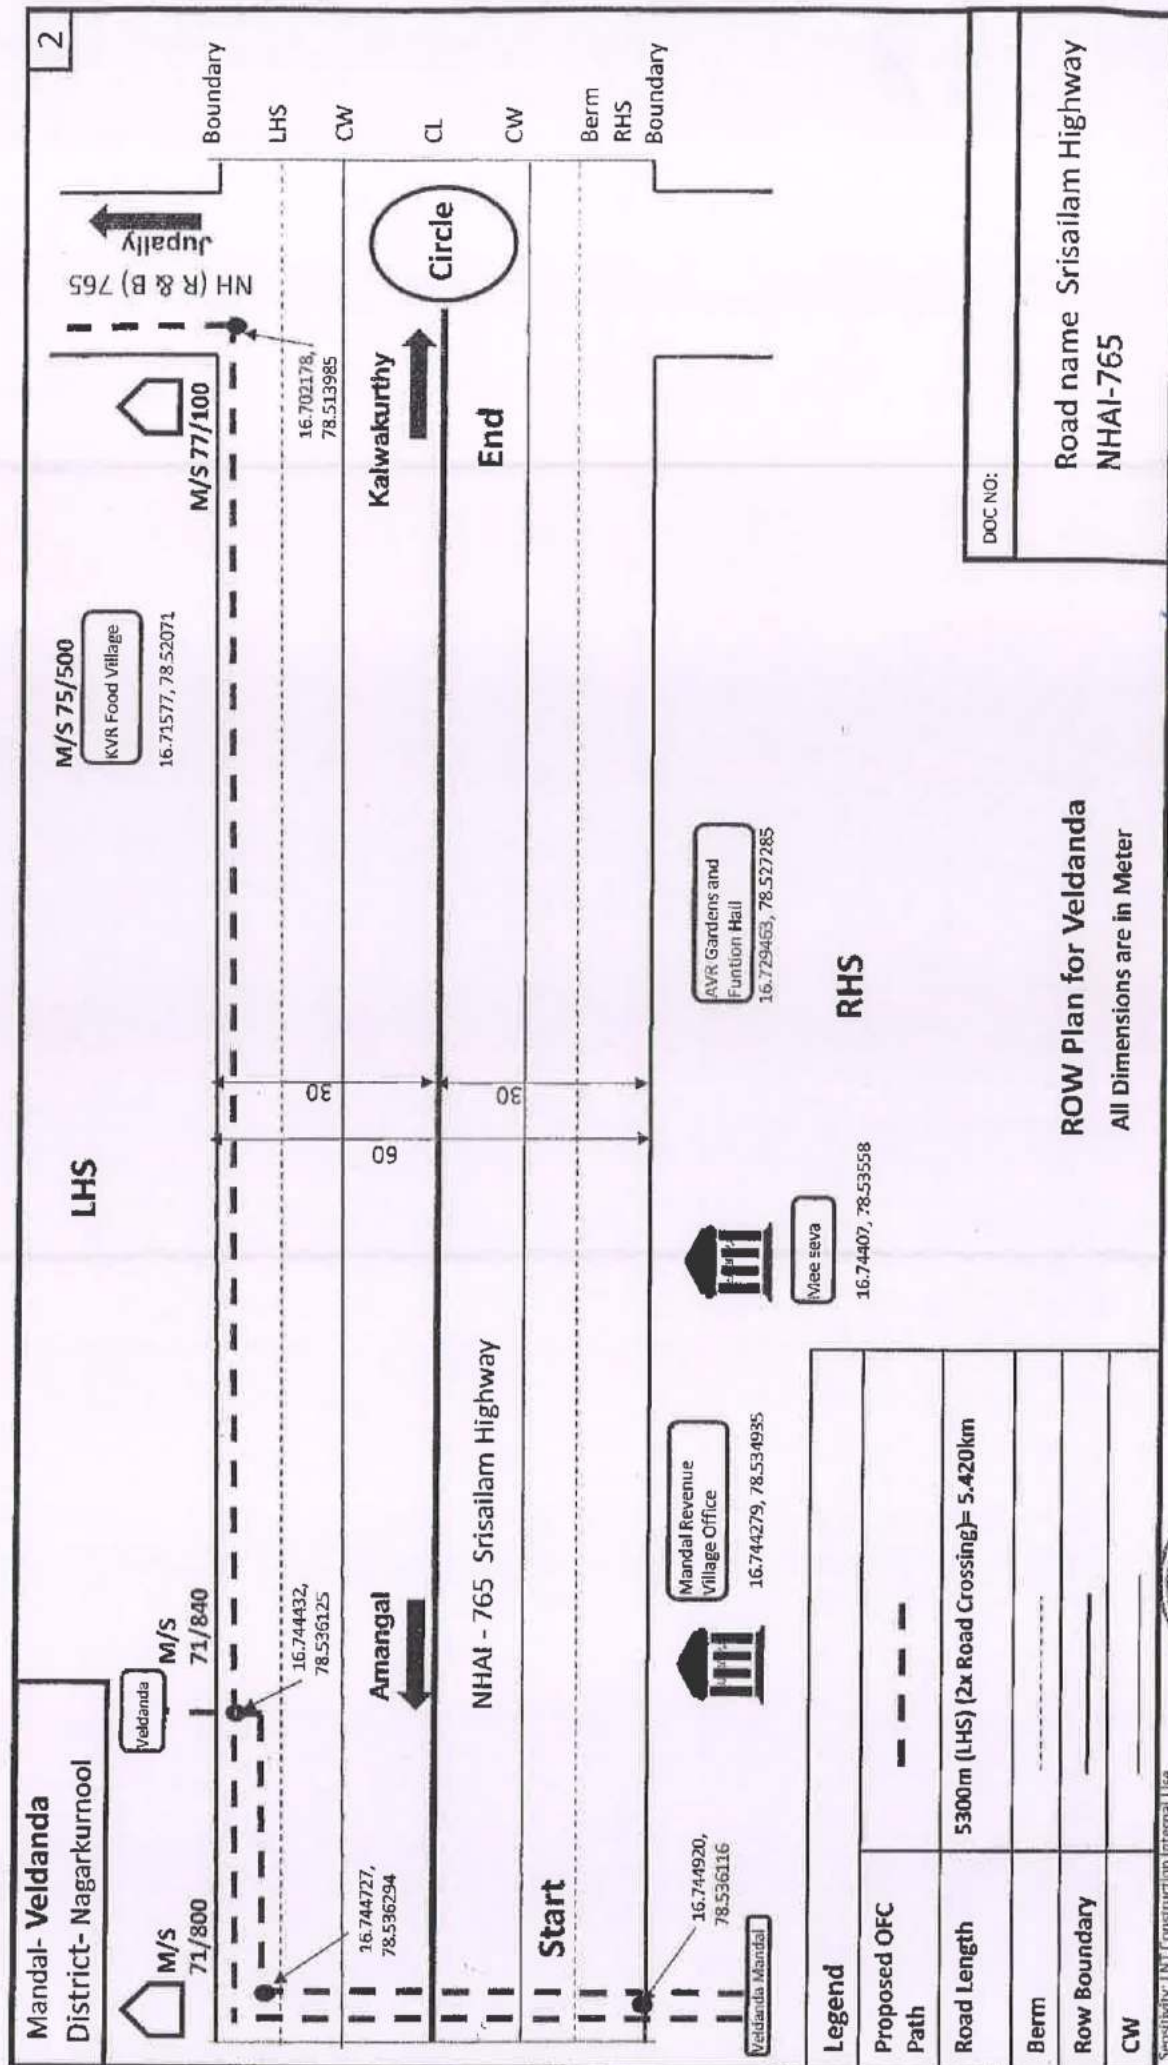 2
Mandal- Veldanda
District- Nagarkurnool
M/S
71/800
Veldanda
M/S
71/840
LHS
M/S 75/500
KVR Food Village
16.71577, 78.52071
M/S 77/100
NH (R & B) 765
Jupally
Boundary
LHS
CW
CL
CW
Berm
RHS
Boundary
16.744727,
78.536294
16.744432,
78.536125
16.702178,
78.513985
Amangal
Kalwakurthy
Circle
30
30
60
Start
NHAI - 765 Srisailam Highway
End
16.744920,
78.536116
Veldanda Mandal
Mandal Revenue
Village Office
16.744279, 78.534935
Mee seva
16.74407, 78.53558
AVR Gardens and
Funtion Hall
16.729463, 78.527285
RHS
Legend
Proposed OFC
Path
Road Length
5300m (LHS) (2x Road Crossing)= 5.420km
Berm
Row Boundary
CW
ROW Plan for Veldanda
All Dimensions are in Meter
DOC NO:
Road name Srisailam Highway
NHAI-765
Sensitivity: LNT Construction Internal Use